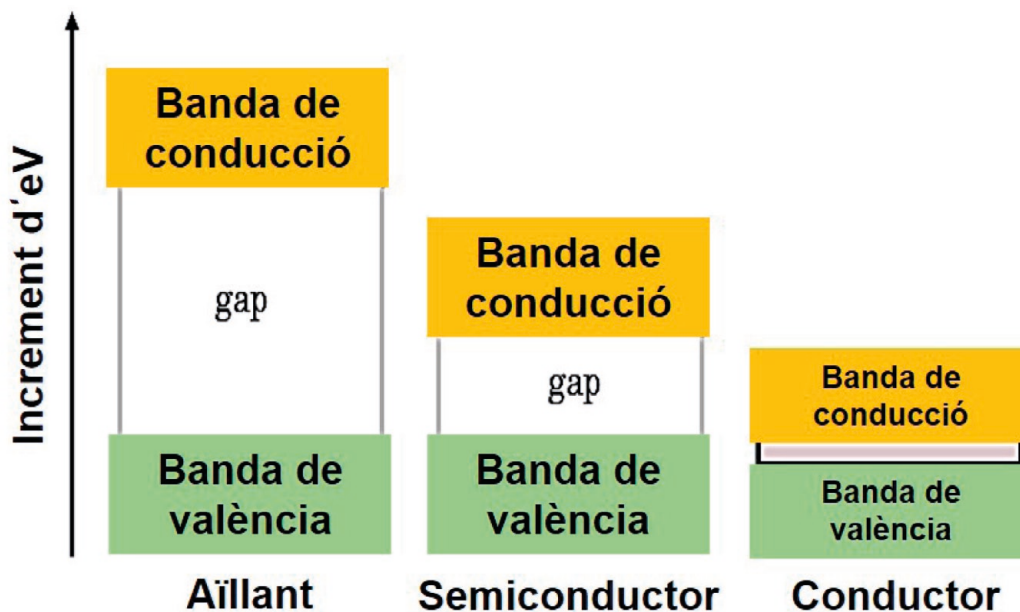 Increment d´eV
Banda de
conducció
gap
Banda de
valència
Aïllant
Banda de
conducció
gap
Banda de
valència
Semiconductor
Banda de
conducció
Banda de
valència
Conductor